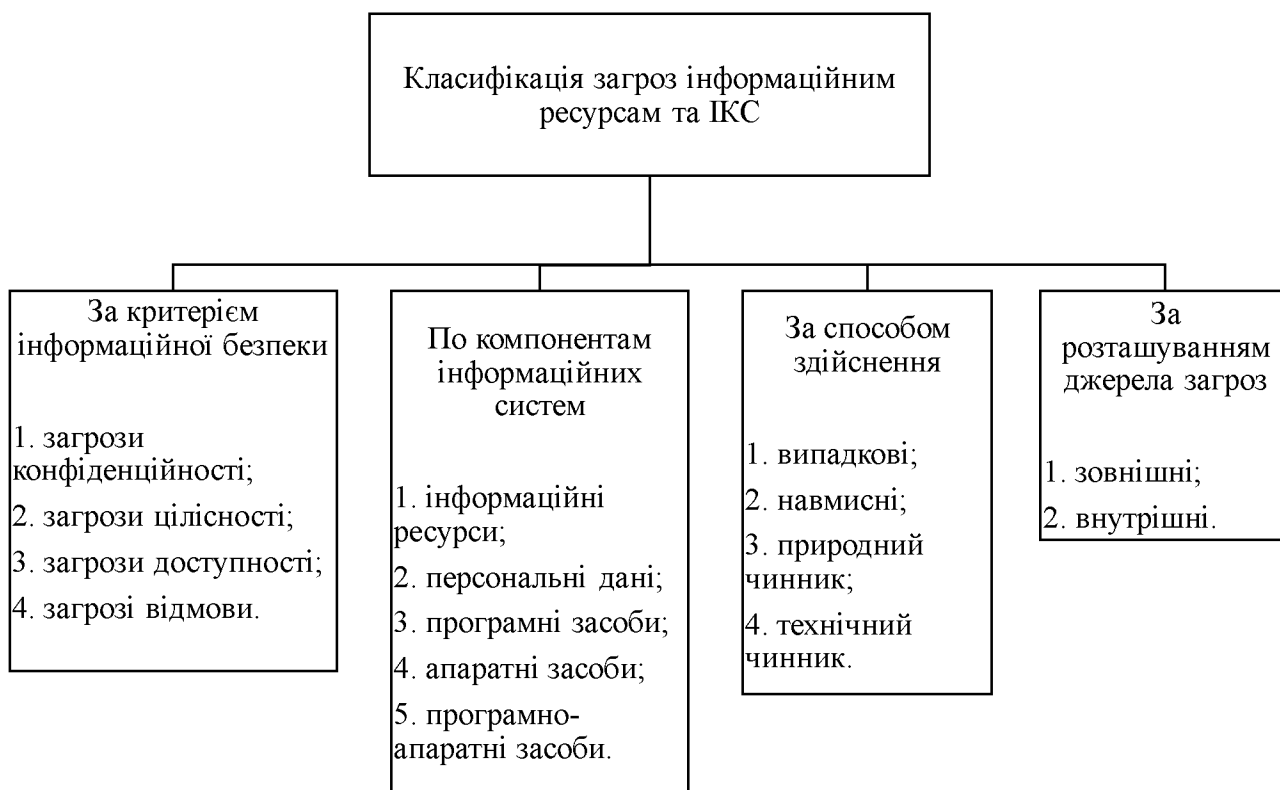 Класифікація загроз інформаційним
ресурсам та ІКС
За критерієм
інформаційної безпеки
1. загрози
конфіденційності;
2. загрози цілісності;
3. загрози доступності;
4. загрозі відмови.
По компонентам
інформаційних
систем
1. інформаційні
ресурси;
2. персональні дані;
3. програмні засоби;
4. апаратні засоби;
5. програмно-
апаратні засоби.
За способом
здійснення
1. випадкові;
2. навмисні;
3. природний
чинник;
4. технічний
чинник.
За
розташуванням
джерела загроз
1. зовнішні;
2. внутрішні.